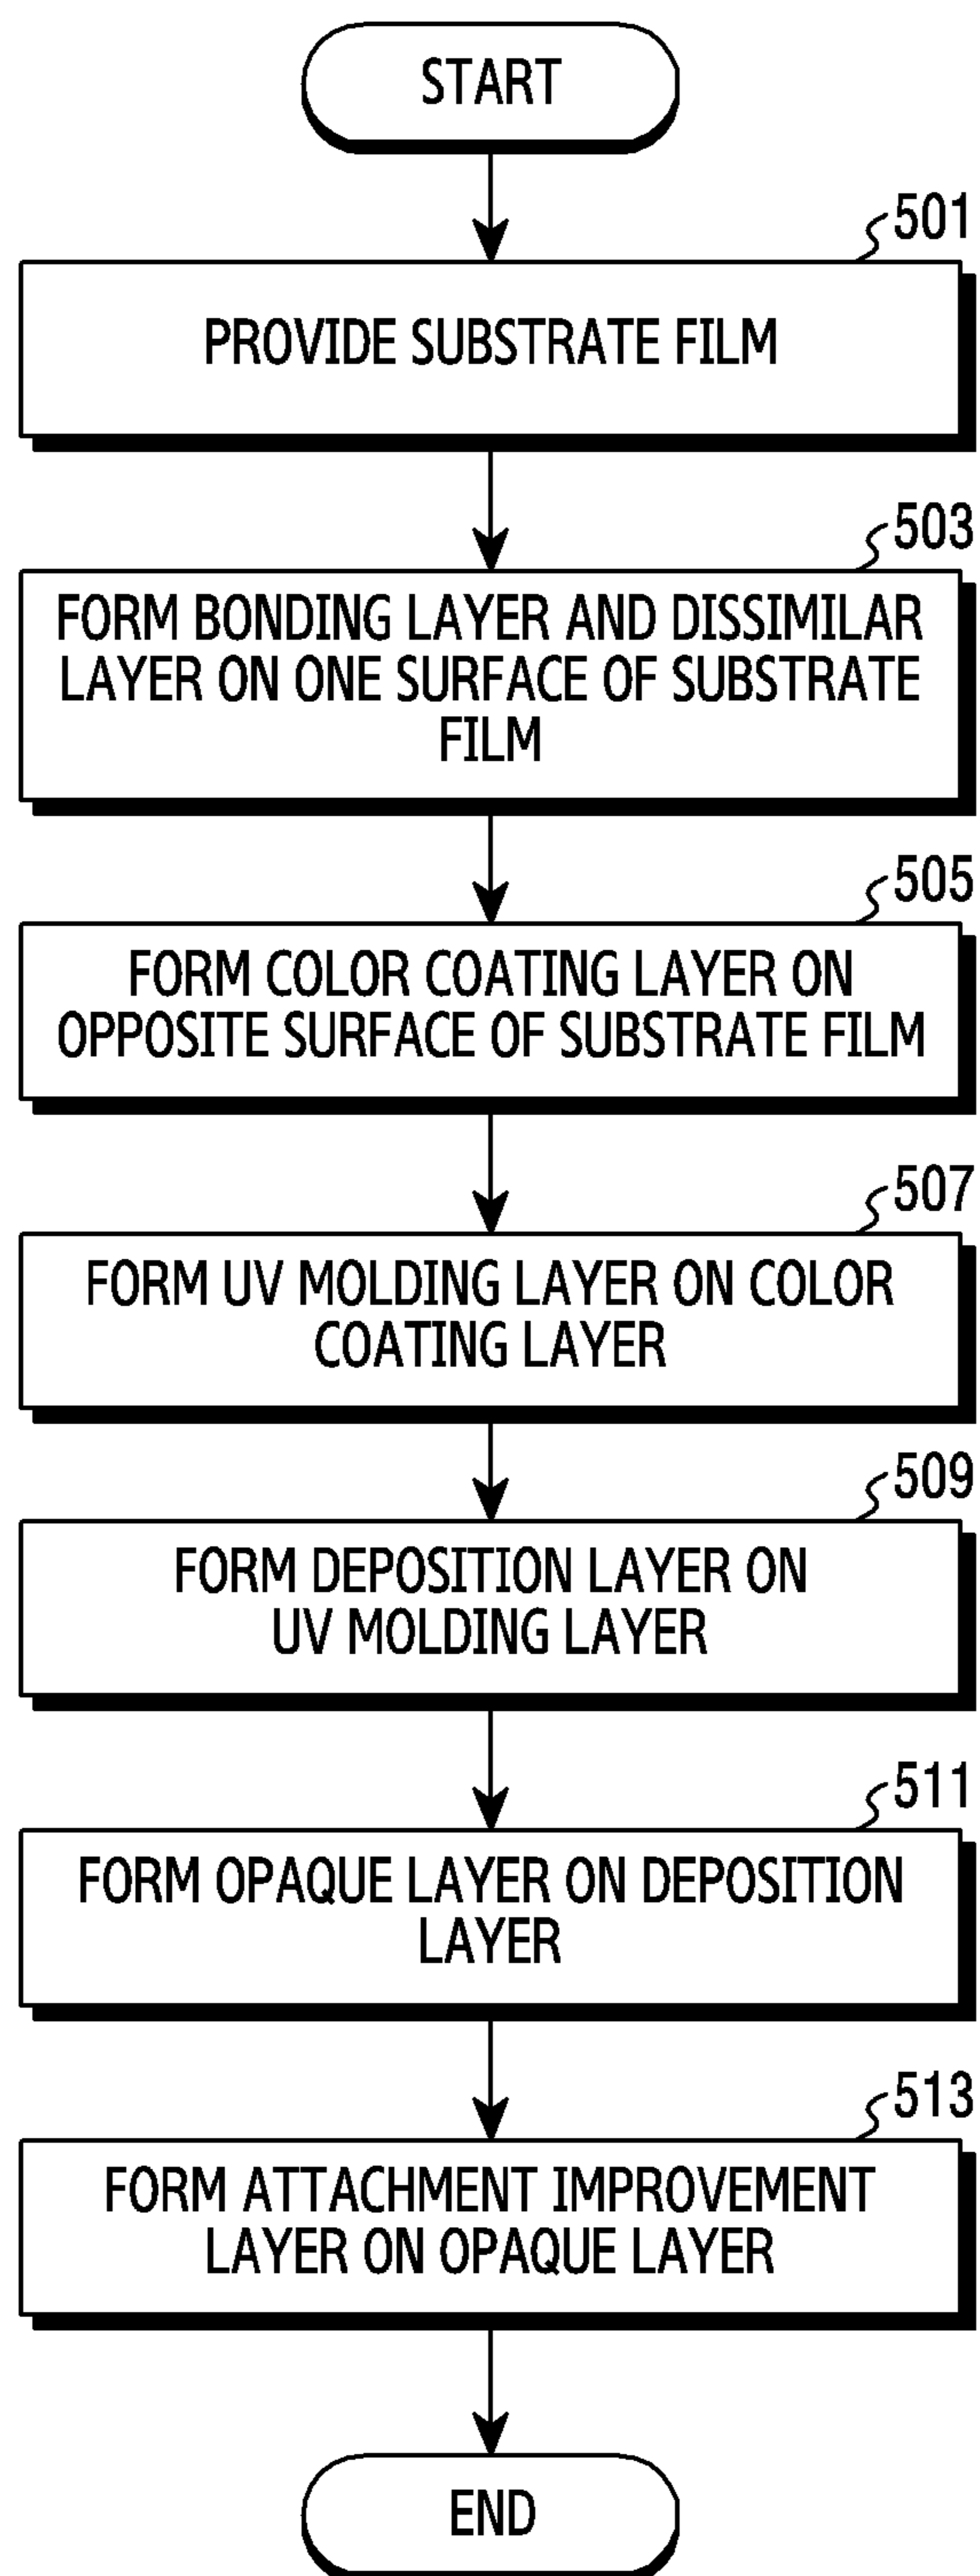 START
501
PROVIDE SUBSTRATE FILM
503
FORM BONDING LAYER AND DISSIMILAR
LAYER ON ONE SURFACE OF SUBSTRATE
FILM
505
FORM COLOR COATING LAYER ON
OPPOSITE SURFACE OF SUBSTRATE FILM
507
FORM UV MOLDING LAYER ON COLOR
COATING LAYER
509
FORM DEPOSITION LAYER ON
UV MOLDING LAYER
511
FORM OPAQUE LAYER ON DEPOSITION
LAYER
513
FORM ATTACHMENT IMPROVEMENT
LAYER ON OPAQUE LAYER
END